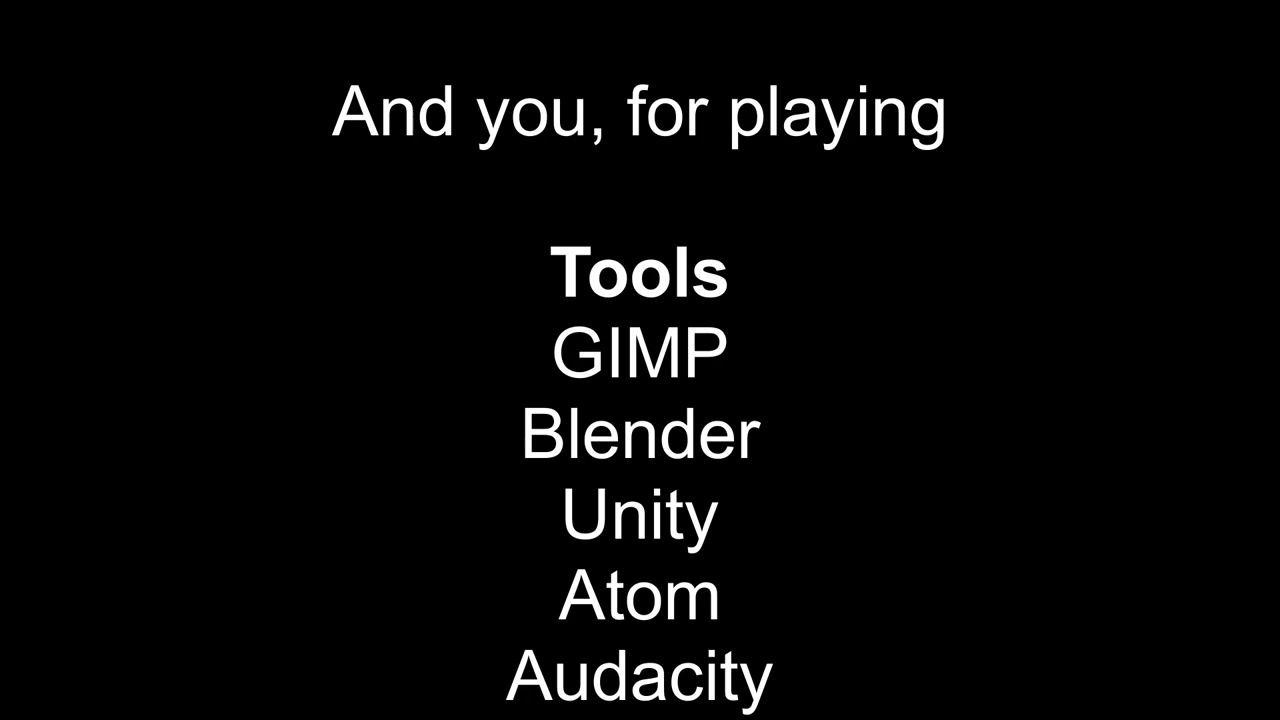 And you, for playing
Tools
GIMP
Blender
Unity
Atom
Audacity